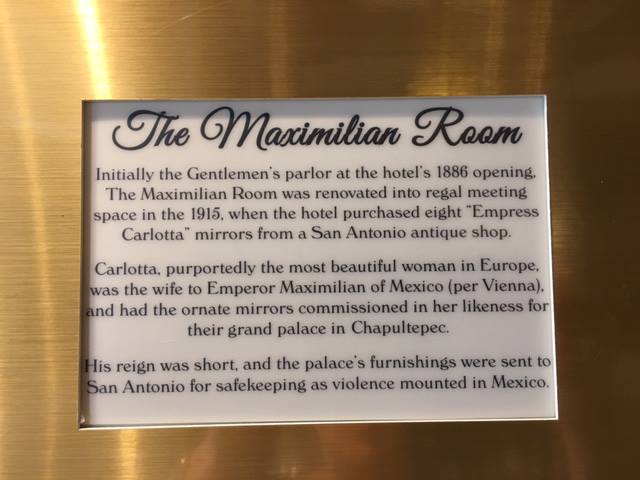 The Maximilian Room
Initially the Gentlemen's parlor at the hotel's 1886 opening,
The Maximilian Room was renovated into regal meeting
space in the 1915, when the hotel purchased eight "Empress
Carlotta" mirrors from a San Antonio antique shop.
Carlotta, purportedly the most beautiful woman in Europe,
was the wife to Emperor Maximilian of Mexico (per Vienna),
and had the ornate mirrors commissioned in her likeness for
their grand palace in Chapultepec.
His reign was short, and the palace's furnishings were sent to
San Antonio for safekeeping as violence mounted in Mexico.